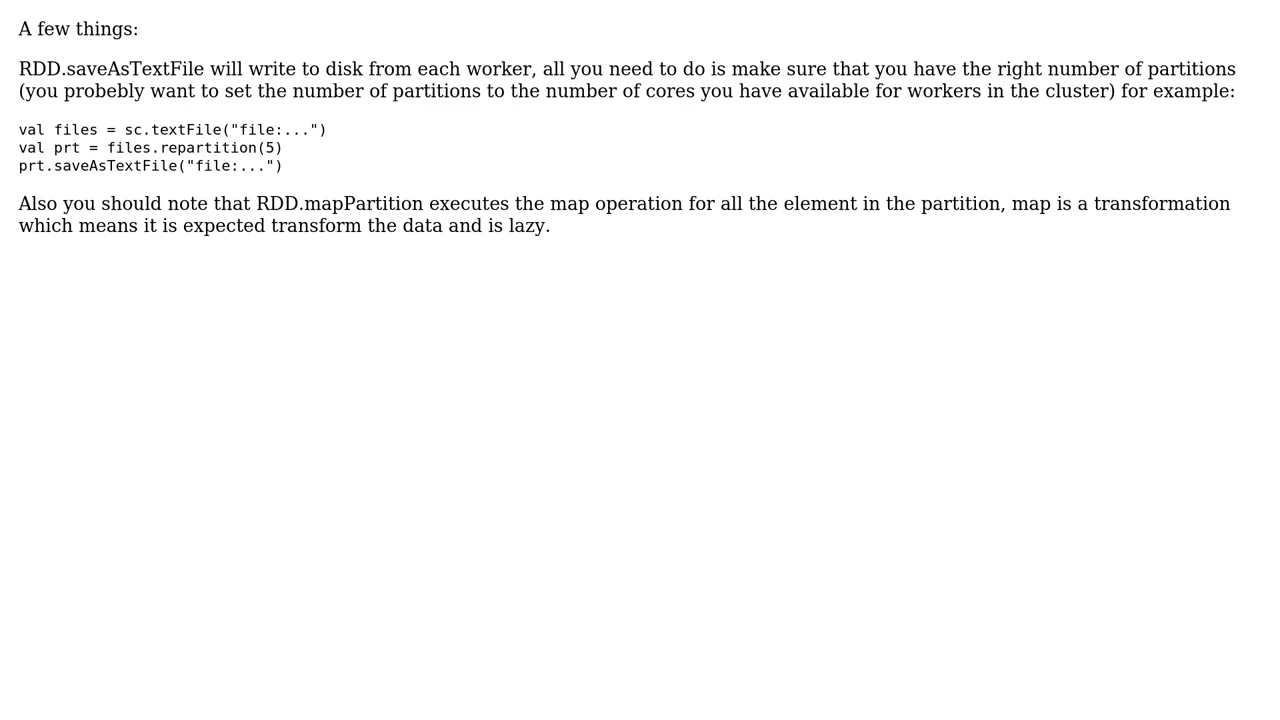 A few things:
RDD.saveAsTextFile will write to disk from each worker, all you need to do is make sure that you have the right number of partitions
(you probebly want to set the number of partitions to the number of cores you have available for workers in the cluster) for example:
val files = sc.textFile("file:...")
val prt = files.repartition(5)
prt.saveAsTextFile("file:...")
Also you should note that RDD.mapPartition executes the map operation for all the element in the partition, map is a transformation
which means it is expected transform the data and is lazy.